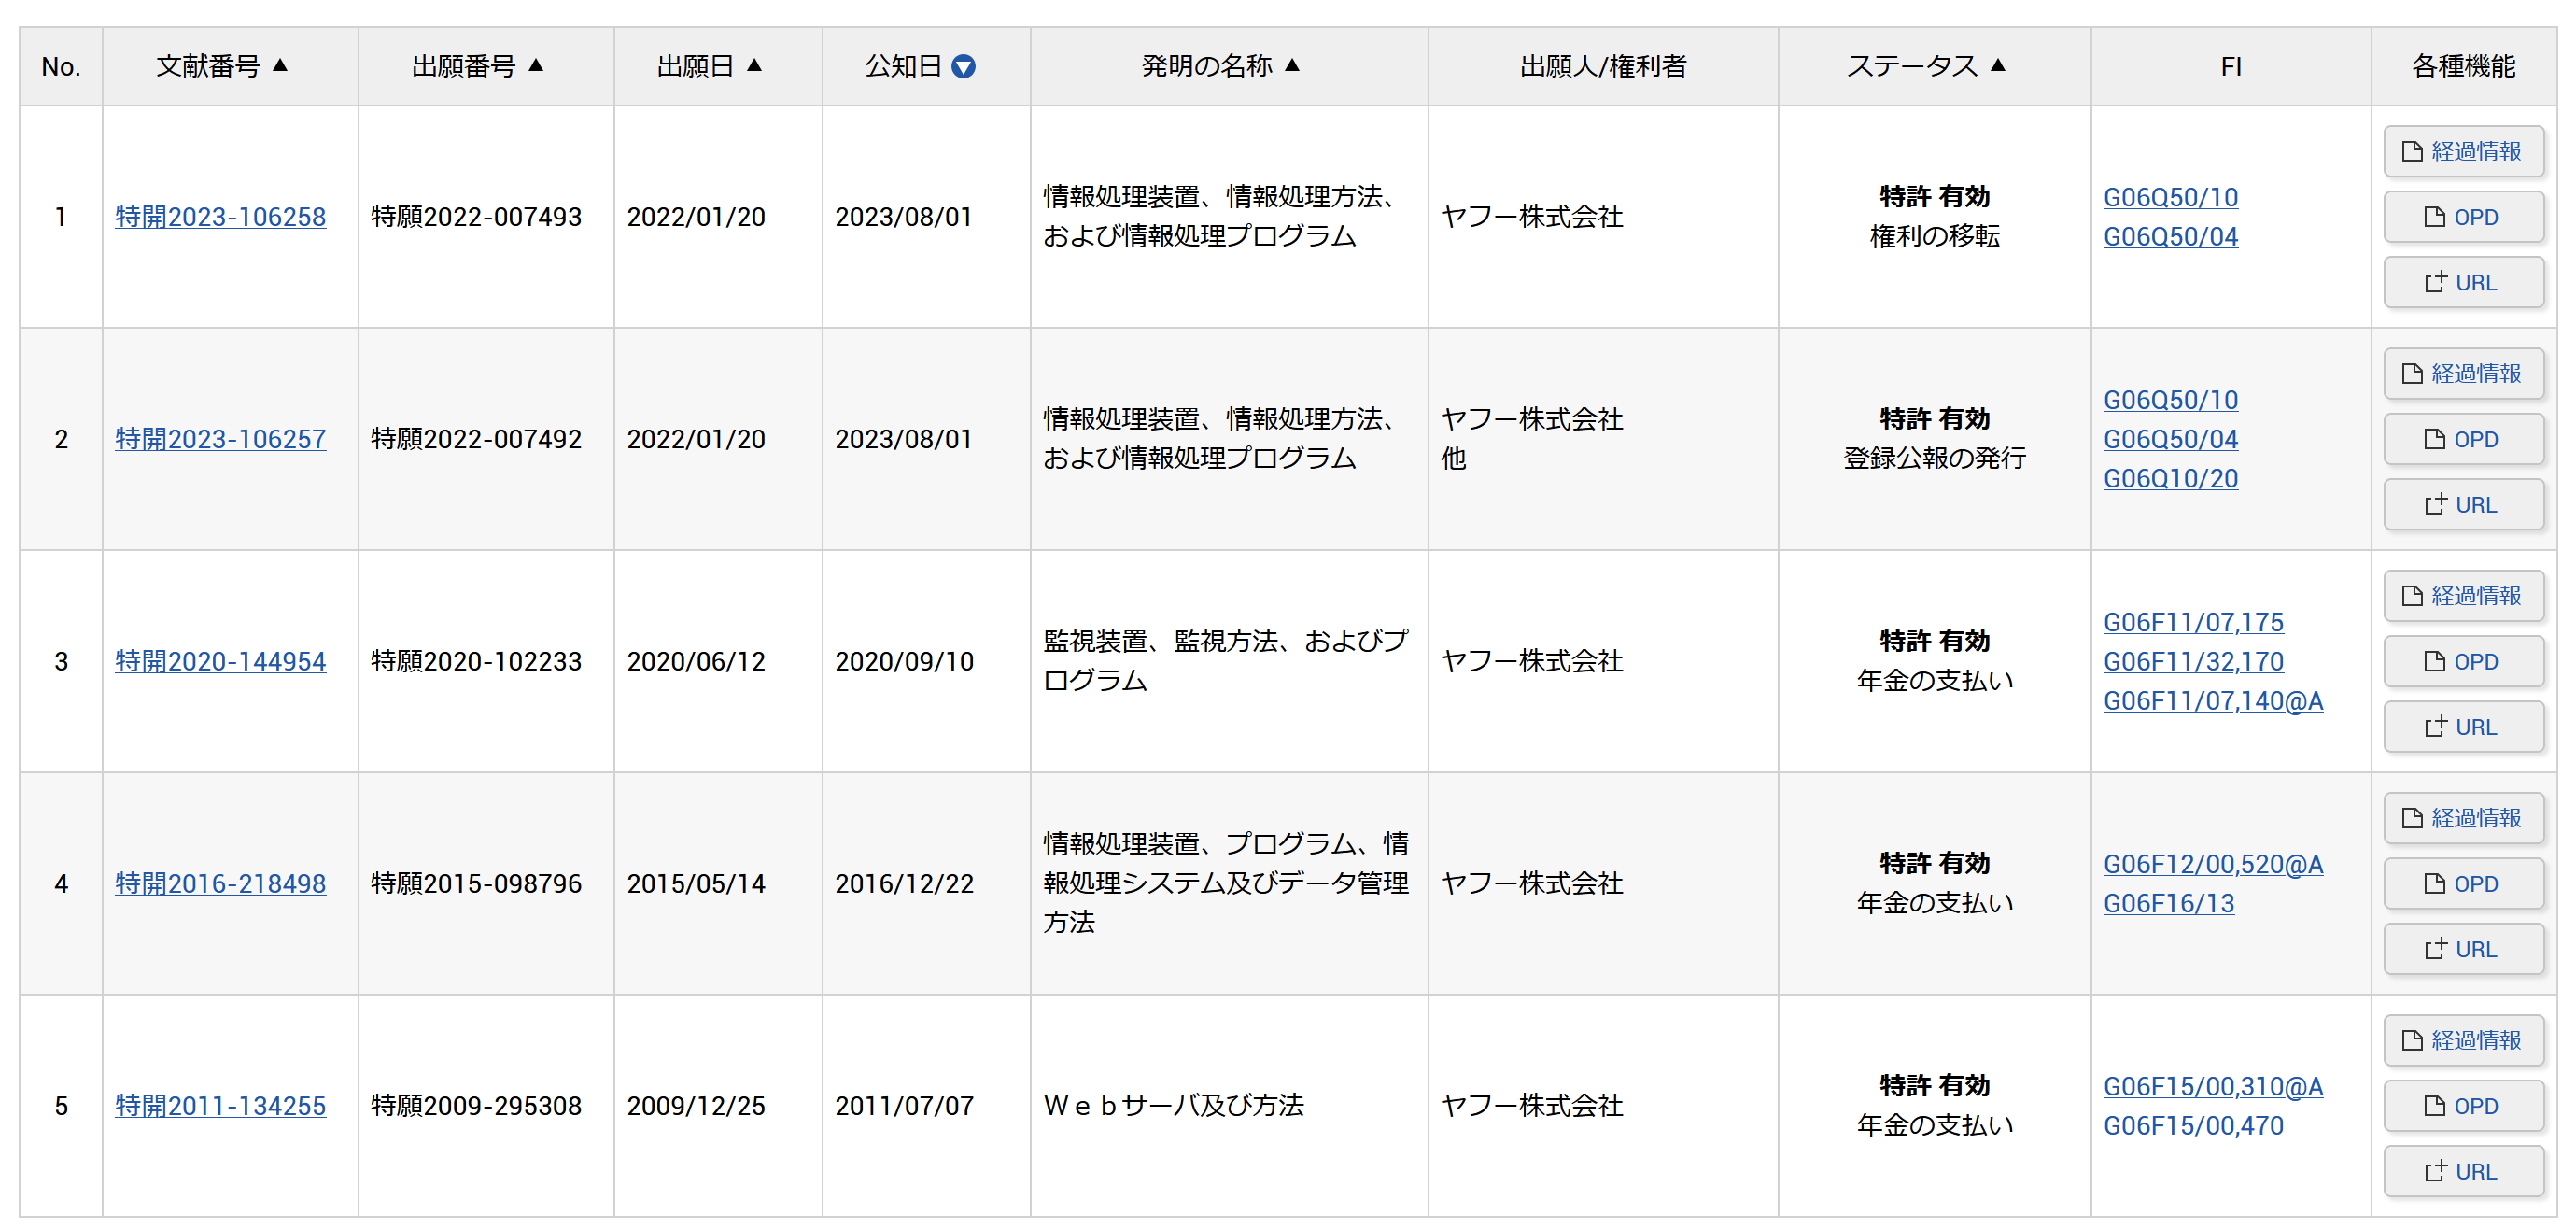 No. 文献番号 ▲ 出願番号 ▲ 出願日 ▲ 公知日 ▼ 発明の名称 ▲ 出願人/権利者 ステータス ▲ FI 各種機能
1 特開2023-106258 特願2022-007493 2022/01/20 2023/08/01
情報処理装置、情報処理方法、
および情報処理プログラム
ヤフー株式会社
特許 有効
権利の移転
G06Q50/10
G06Q50/04
経過情報
OPD
URL
2 特開2023-106257 特願2022-007492 2022/01/20 2023/08/01
情報処理装置、情報処理方法、
および情報処理プログラム
ヤフー株式会社
他
特許 有効
登録公報の発行
G06Q50/10
G06Q50/04
G06Q10/20
経過情報
OPD
URL
3 特開2020-144954 特願2020-102233 2020/06/12 2020/09/10
監視装置、監視方法、およびプ
ログラム
ヤフー株式会社
特許 有効
年金の支払い
G06F11/07,175
G06F11/32,170
G06F11/07,140@A
経過情報
OPD
URL
4 特開2016-218498 特願2015-098796 2015/05/14 2016/12/22
情報処理装置、プログラム、情
報処理システム及びデータ管理
方法
ヤフー株式会社
特許 有効
年金の支払い
G06F12/00,520@A
G06F16/13
経過情報
OPD
URL
5 特開2011-134255 特願2009-295308 2009/12/25 2011/07/07
Ｗｅｂサーバ及び方法
ヤフー株式会社
特許 有効
年金の支払い
G06F15/00,310@A
G06F15/00,470
経過情報
OPD
URL